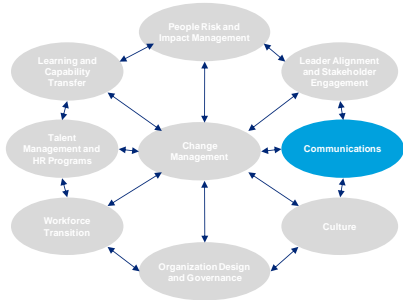 People Risk and
Impact Management
Learning and
Capability
Transfer
Leader Alignment
and Stakeholder
Engagement
Talent
Management and
HR Programs
Change
Management
Communications
Workforce
Transition
Culture
Organization Design
and Governance